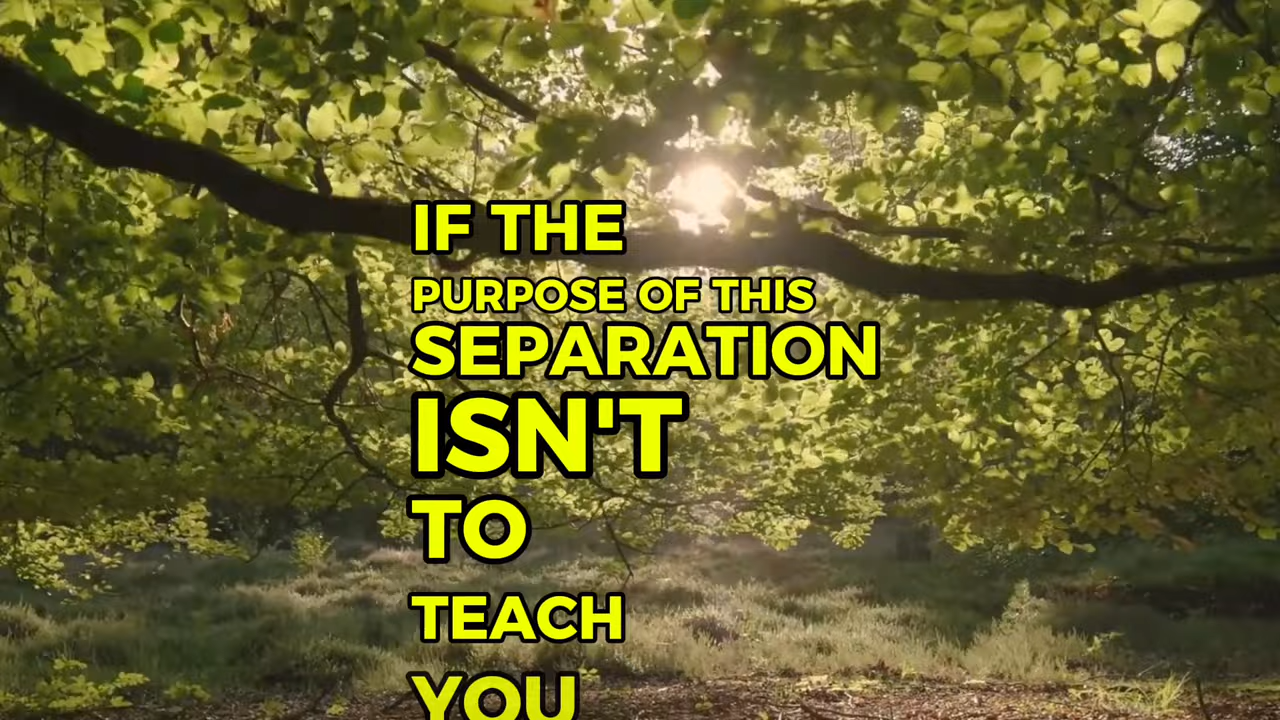 IF THE
PURPOSE OF THIS
SEPARATION
ISN'T
TO
TEACH
YOU